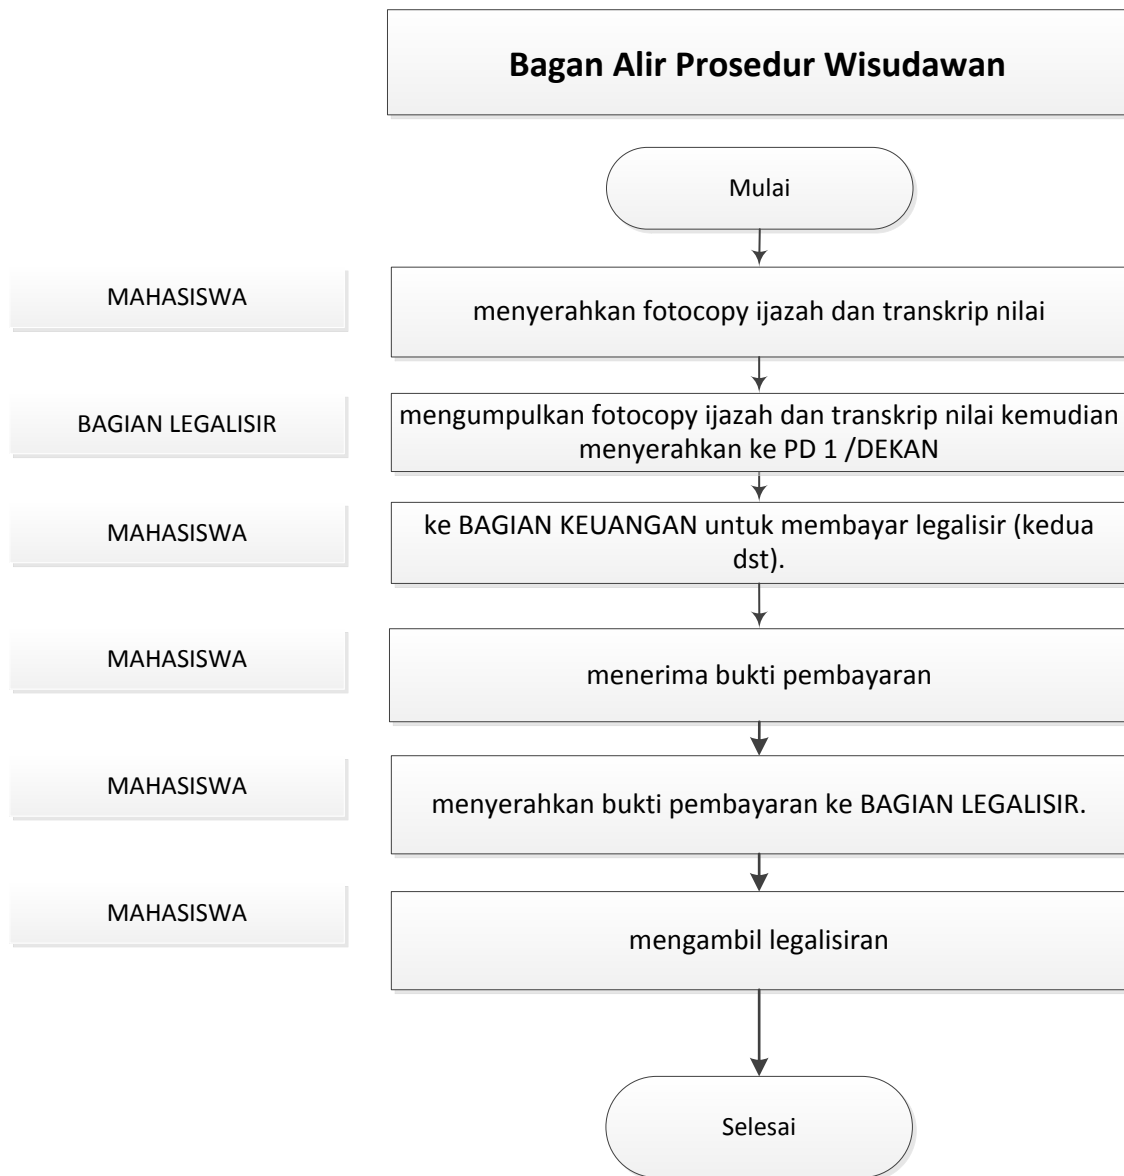 Bagan Alir Prosedur Wisudawan
Mulai
MAHASISWA
menyerahkan fotocopy ijazah dan transkrip nilai
BAGIAN LEGALISIR
mengumpulkan fotocopy ijazah dan transkrip nilai kemudian
menyerahkan ke PD 1 /DEKAN
MAHASISWA
ke BAGIAN KEUANGAN untuk membayar legalisir (kedua
dst).
MAHASISWA
menerima bukti pembayaran
MAHASISWA
menyerahkan bukti pembayaran ke BAGIAN LEGALISIR.
MAHASISWA
mengambil legalisiran
Selesai